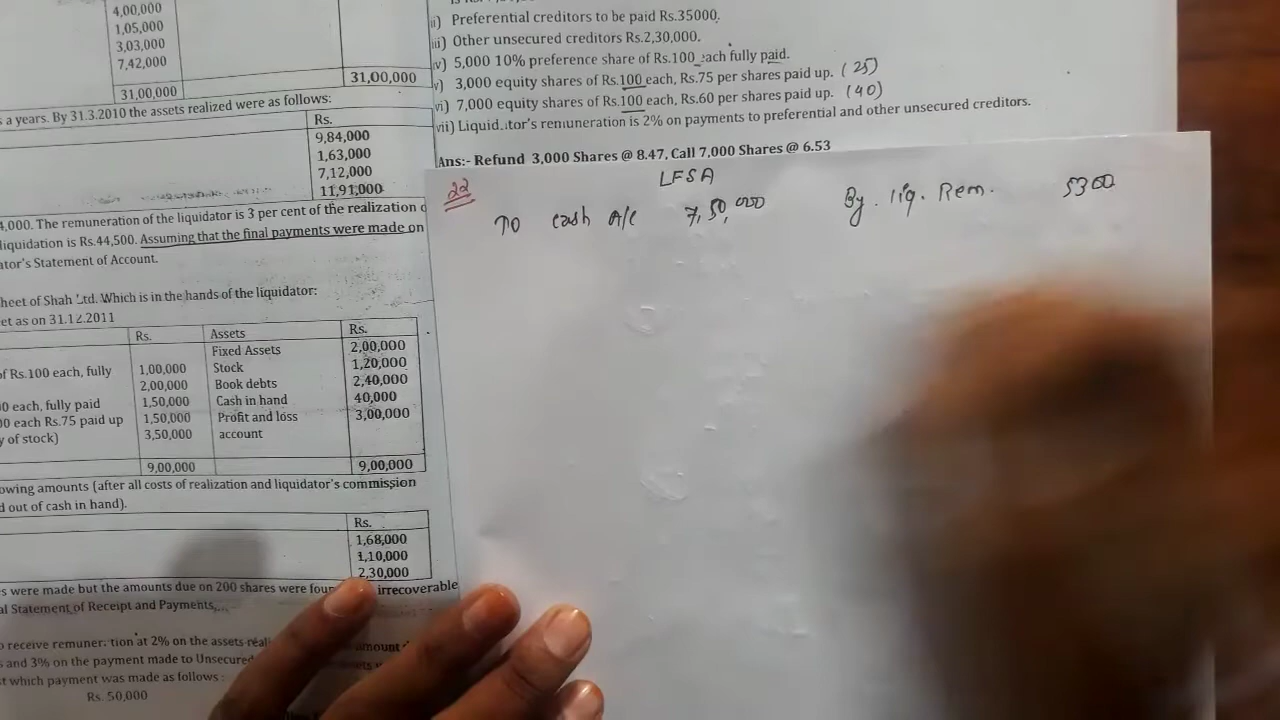 4,00,000
1,05,000
3,03,000
7,42,000
31,00,000
31,00,000
s a years. By 31.3.2010 the assets realized were as follows:
Rs.
9,84,000
1,63,000
7,12,000
11,91,000
4,000. The remuneration of the liquidator is 3 per cent of the realization
liquidation is Rs.44,500. Assuming that the final payments were made on
ator's Statement of Account.
heet of Shah Ltd. Which is in the hands of the liquidator:
et as on 31.12.2011
Rs. Assets Rs.
Fixed Assets 2,00,000
of Rs.100 each, fully 1,00,000 Stock 1,20,000
2,00,000 Book debts 2,40,000
0 each, fully paid 1,50,000 Cash in hand 40,000
00 each Rs.75 paid up 1,50,000 Profit and loss 3,00,000
y of stock) 3,50,000 account
9,00,000 9,00,000
owing amounts (after all costs of realization and liquidator's commission
d out of cash in hand).
Rs.
1,68,000
1,10,000
2,30,000
s were made but the amounts due on 200 shares were four irrecoverable
al Statement of Receipt and Payments,
o receive remuneration at 2% on the assets real amount
s and 3% on the payment made to Unsecured
t which payment was made as follows :
Rs. 50,000
ii) Preferential creditors to be paid Rs.35000.
iii) Other unsecured creditors Rs.2,30,000.
iv) 5,000 10% preference share of Rs.100 each fully paid.
v) 3,000 equity shares of Rs.100 each, Rs.75 per shares paid up. (25)
vi) 7,000 equity shares of Rs.100 each, Rs.60 per shares paid up. (40)
vii) Liquidator's remuneration is 2% on payments to preferential and other unsecured creditors.
Ans:- Refund 3,000 Shares @ 8.47, Call 7,000 Shares @ 6.53
22 LFSA
To cash A/c 7,50,000 By. liq. Rem. 5300